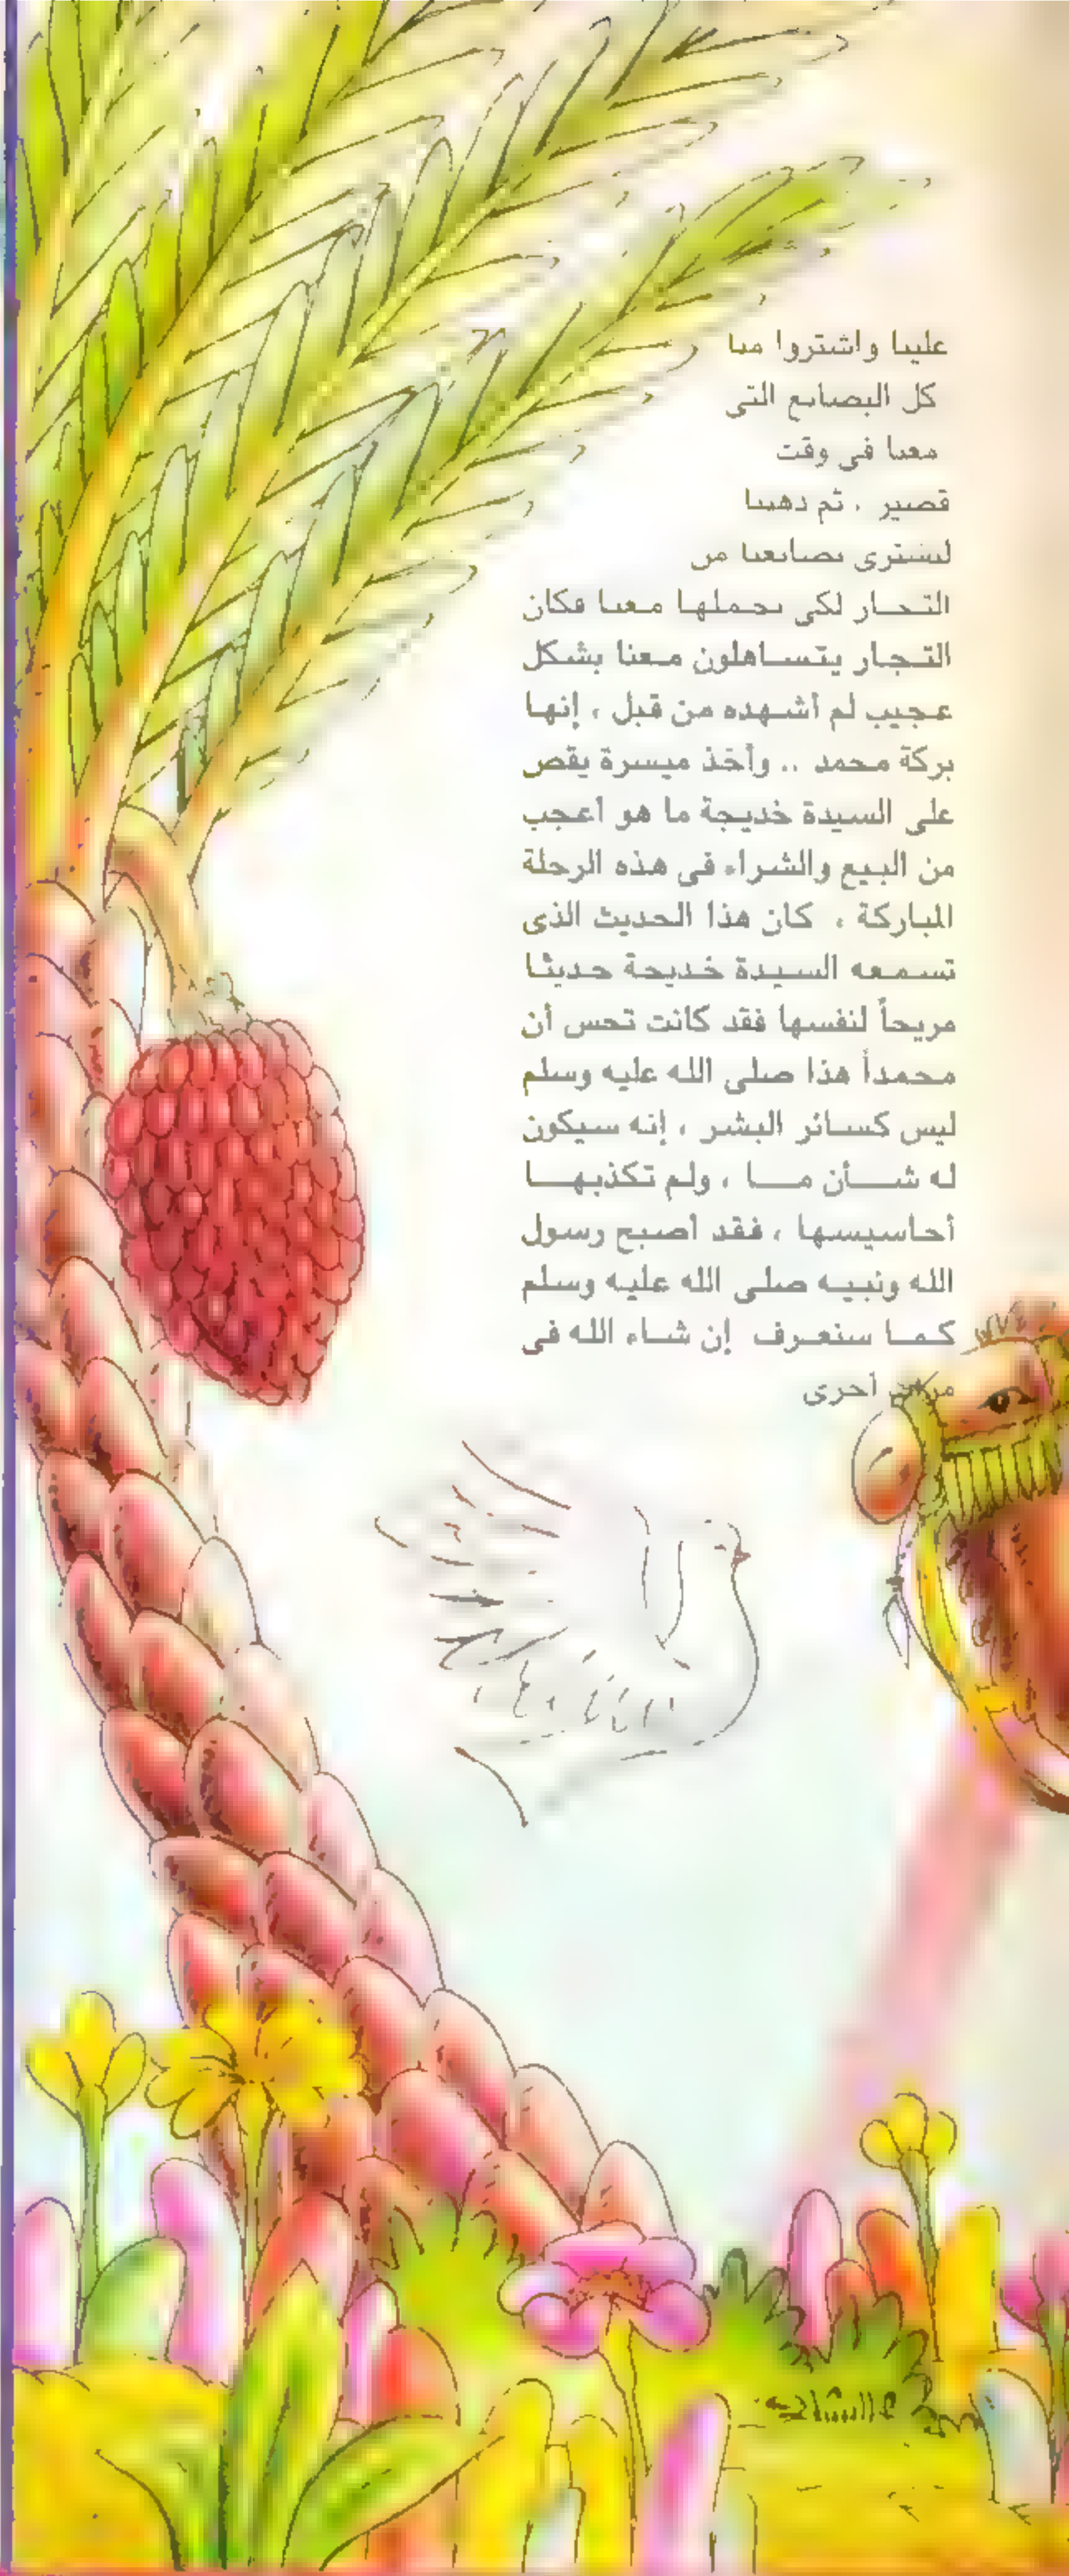 علينا واشتروا منا
كل البضائع التى
معنا فى وقت
قصير ، ثم ذهبنا
لنشترى بضائعنا من
التجار لكى نحملها معنا فكان
التجار يتساهلون معنا بشكل
عجيب لم أشهده من قبل ، إنها
بركة محمد .. وأخذ ميسرة يقص
على السيدة خديجة ما هو أعجب
من البيع والشراء فى هذه الرحلة
المباركة ، كان هذا الحديث الذى
تسمعه السيدة خديجة حديثا
مريحاً لنفسها فقد كانت تحس أن
محمداً هذا صلى الله عليه وسلم
ليس كسائر البشر ، إنه سيكون
له شأن ما ، ولم تكذبها
أحاسيسها ، فقد أصبح رسول
الله ونبيه صلى الله عليه وسلم
كما سنعرف إن شاء الله فى
أخرى